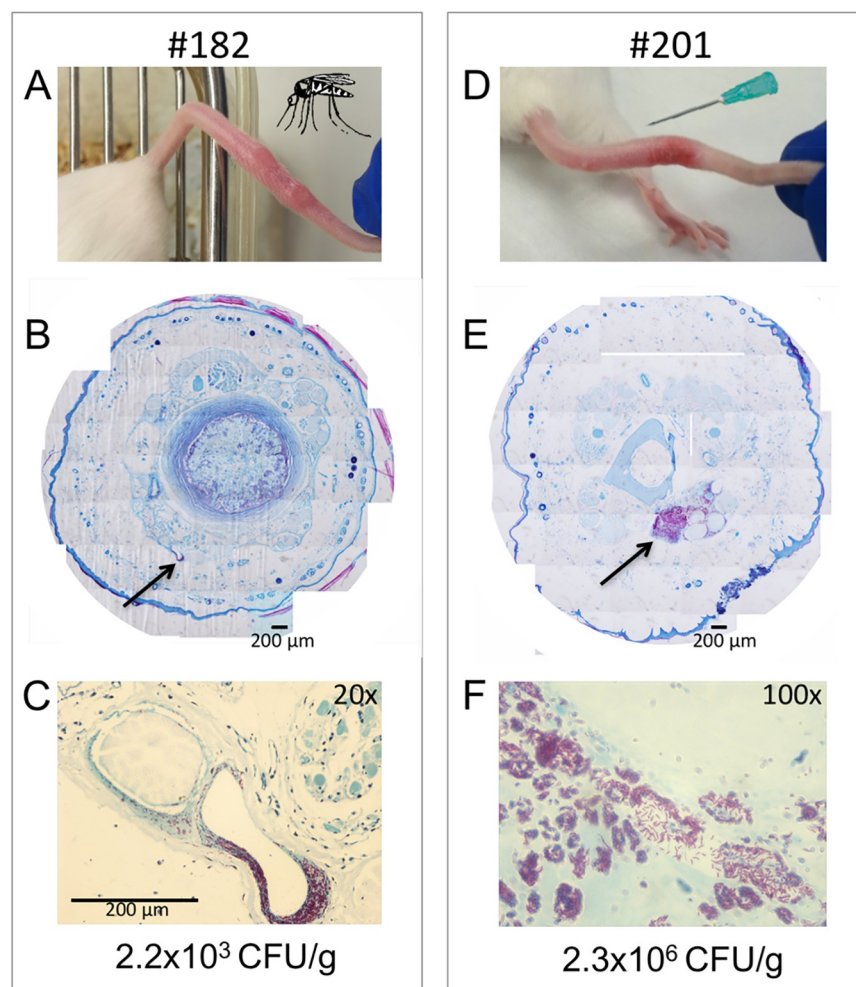 #182
A
B
200 µm
C
20x
200 µm
2.2x10³ CFU/g
#201
D
E
200 µm
F
100x
2.3x10⁶ CFU/g